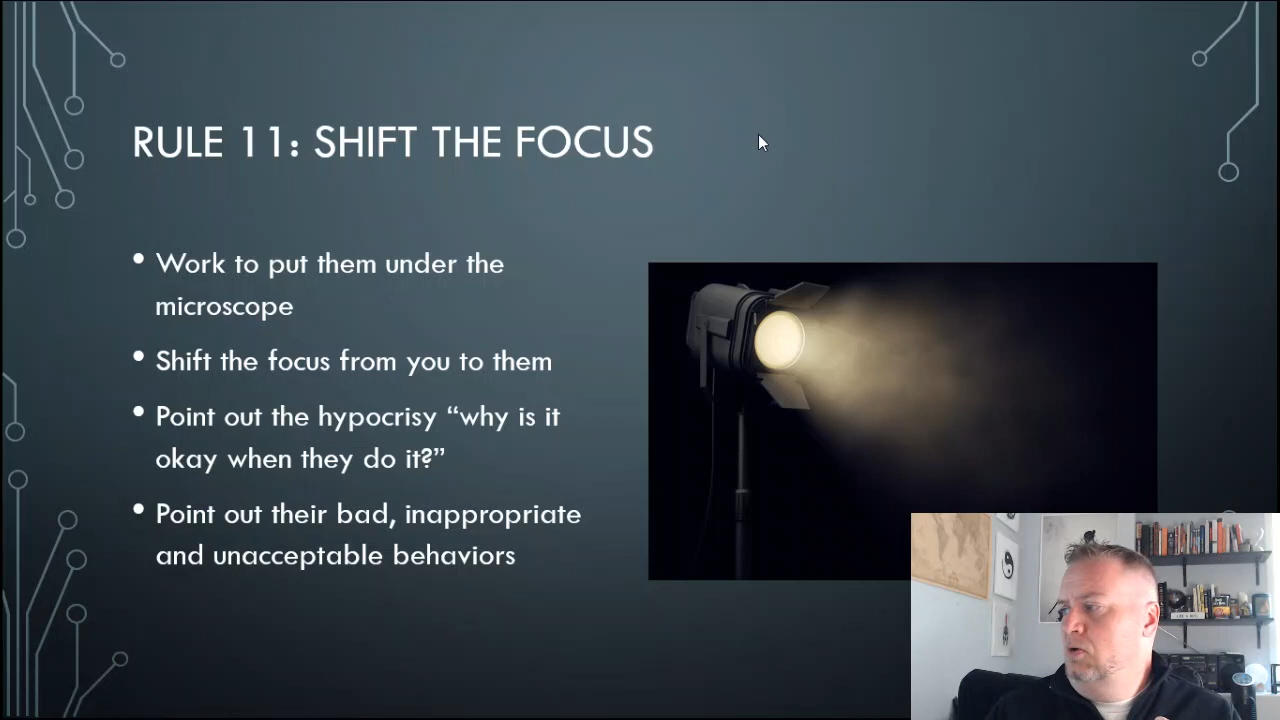 RULE 11: SHIFT THE FOCUS
• Work to put them under the
microscope
• Shift the focus from you to them
• Point out the hypocrisy “why is it
okay when they do it?”
• Point out their bad, inappropriate
and unacceptable behaviors